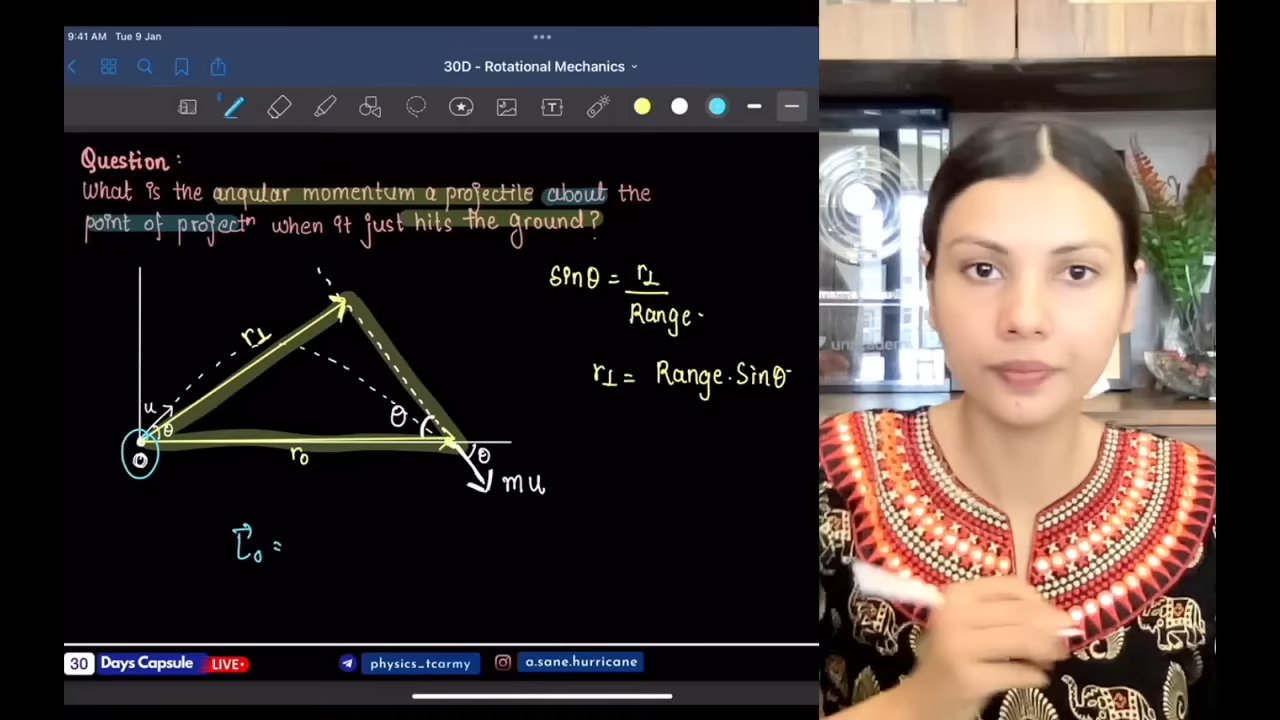 9:41 AM Tue 9 Jan
30D - Rotational Mechanics
Question:
What is the angular momentum a projectile about the
point of projectⁿ when it just hits the ground?
sinθ = r⊥
Range
r⊥ = Range·Sinθ
r⊥
u
θ
θ
O
r₀
θ
mu
L⃗₀ =
30 Days Capsule LIVE
physics_tcarmy
a.sane.hurricane